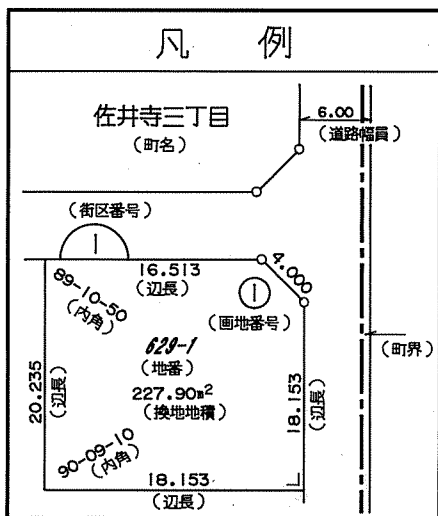 凡 例
佐井寺三丁目
(町名)
6.00
(道路幅員)
(街区番号)
1
16.513
(辺長)
4.000
89-10-50
(内角)
1
(画地番号)
(町界)
629-1
(地番)
20.235
(辺長)
227.90m²
(換地地積)
18.153
(辺長)
90-09-10
(内角)
18.153
(辺長)